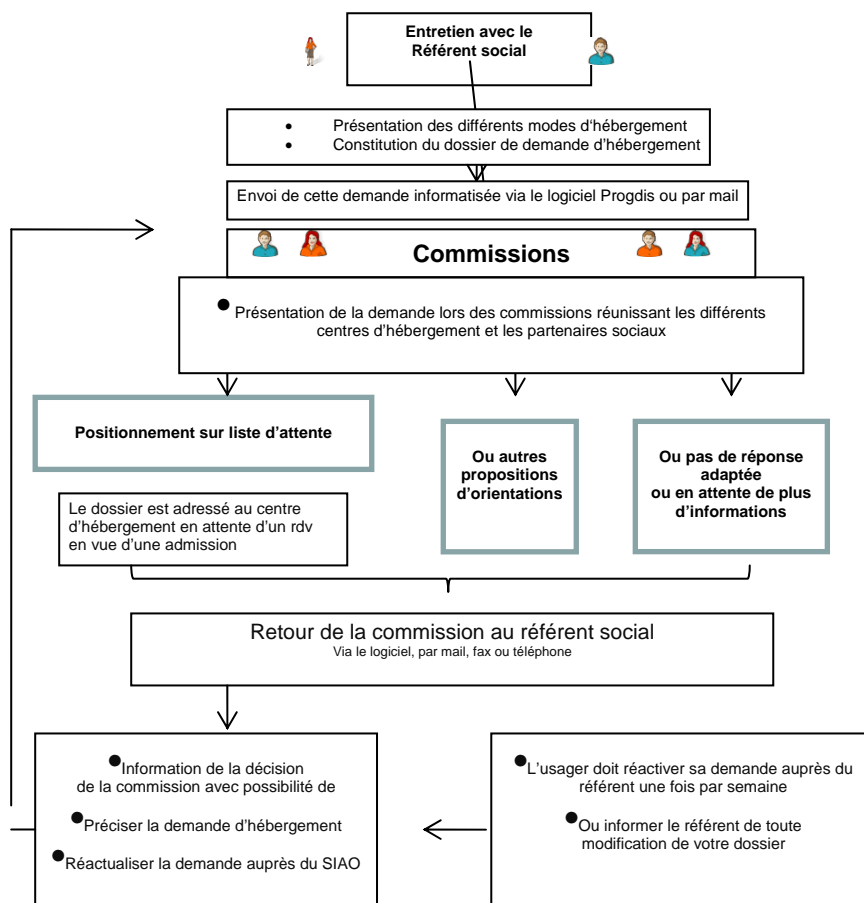 Entretien avec le
Référent social
• Présentation des différents modes d'hébergement
• Constitution du dossier de demande d'hébergement
Envoi de cette demande informatisée via le logiciel Progdis ou par mail
Commissions
● Présentation de la demande lors des commissions réunissant les différents
centres d'hébergement et les partenaires sociaux
Positionnement sur liste d'attente
Ou autres
propositions
d'orientations
Ou pas de réponse
adaptée
ou en attente de plus
d'informations
Le dossier est adressé au centre
d'hébergement en attente d'un rdv
en vue d'une admission
Retour de la commission au référent social
Via le logiciel, par mail, fax ou téléphone
●Information de la décision
de la commission avec possibilité de
●Préciser la demande d'hébergement
●Réactualiser la demande auprès du SIAO
●L'usager doit réactiver sa demande auprès du
référent une fois par semaine
●Ou informer le référent de toute
modification de votre dossier